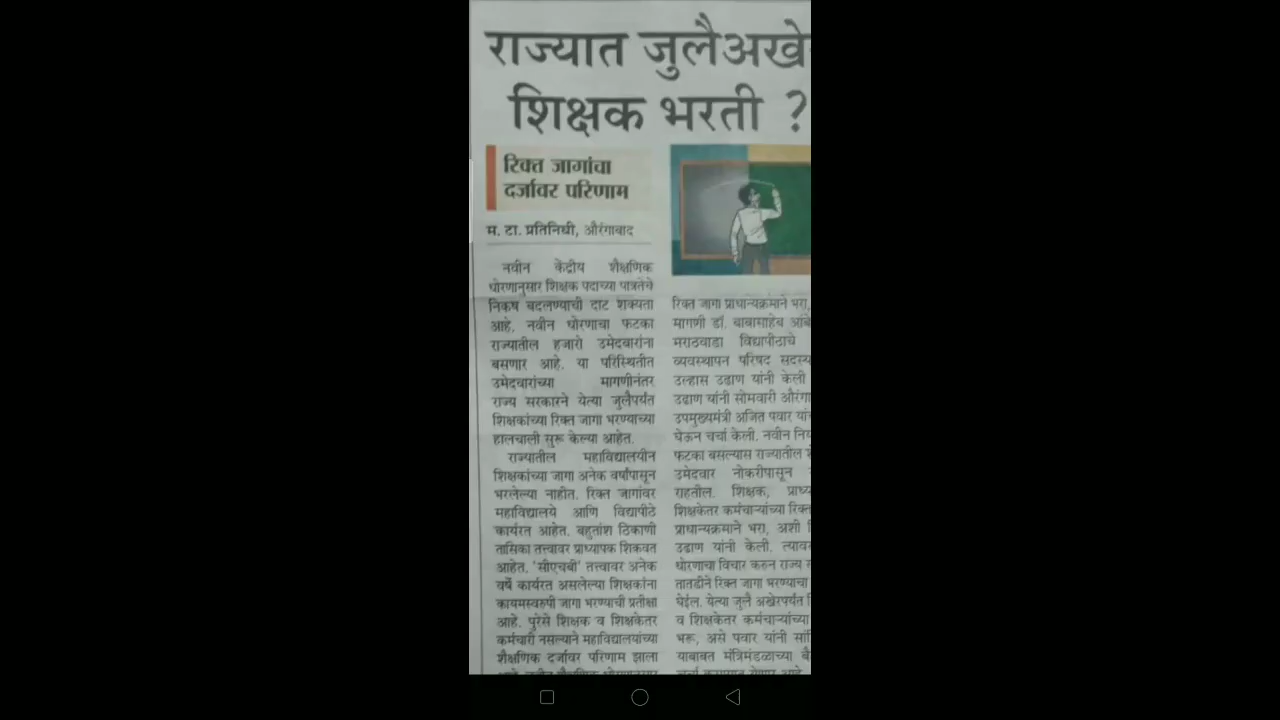 राज्यात जुलैअखे
शिक्षक भरती ?
रिक्त जागांचा
दर्जावर परिणाम
म. टा. प्रतिनिधी, औरंगाबाद
नवीन केंद्रीय शैक्षणिक
धोरणानुसार शिक्षक पदाच्या पात्रतेचे
निकष बदलण्याची दाट शक्यता
आहे. नवीन धोरणाचा फटका
राज्यातील हजारो उमेदवारांना
बसणार आहे. या परिस्थितीत
उमेदवारांच्या मागणीनंतर
राज्य सरकारने येत्या जुलैपर्यंत
शिक्षकांच्या रिक्त जागा भरण्याच्या
हालचाली सुरू केल्या आहेत.
राज्यातील महाविद्यालयीन
शिक्षकांच्या जागा अनेक वर्षांपासून
भरलेल्या नाहीत. रिक्त जागांवर
महाविद्यालये आणि विद्यापीठे
कार्यरत आहेत. बहुतांश ठिकाणी
तासिका तत्त्वावर प्राध्यापक शिकवत
आहेत. 'सीएचबी' तत्त्वावर अनेक
वर्षे कार्यरत असलेल्या शिक्षकांना
कायमस्वरुपी जागा भरण्याची प्रतीक्षा
आहे. पुरेसे शिक्षक व शिक्षकेतर
कर्मचारी नसल्याने महाविद्यालयांच्या
शैक्षणिक दर्जावर परिणाम झाला
रिक्त जागा प्राधान्यक्रमाने भरा,
मागणी डॉ. बाबासाहेब आंबे
मराठवाडा विद्यापीठाचे
व्यवस्थापन परिषद सदस्य
उल्हास उढाण यांनी केली
उढाण यांनी सोमवारी औरंगा
उपमुख्यमंत्री अजित पवार यां
घेऊन चर्चा केली. नवीन निय
फटका बसल्यास राज्यातील
उमेदवार नोकरीपासून
राहतील. शिक्षक, प्राध्य
शिक्षकेतर कर्मचाऱ्यांच्या रिक्त
प्राधान्यक्रमाने भरा, अशी
उढाण यांनी केली. त्याव
धोरणाचा विचार करुन राज्य
तातडीने रिक्त जागा भरण्याचा
घेईल. येत्या जुलै अखेरपर्यंत
व शिक्षकेतर कर्मचाऱ्यांच्या
भरू, असे पवार यांनी सां
याबाबत मंत्रिमंडळाच्या बै